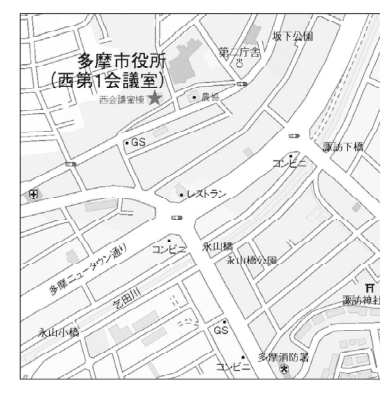 坂下公園
第二庁舎
多摩市役所
(西第1会議室)
西会議室棟
農協
GS
諏訪下橋
コンビニ
レストラン
永山橋
永山橋公園
コンビニ
多摩ニュータウン通り
乞田川
諏訪神社
永山小橋
GS
コンビニ
多摩消防署